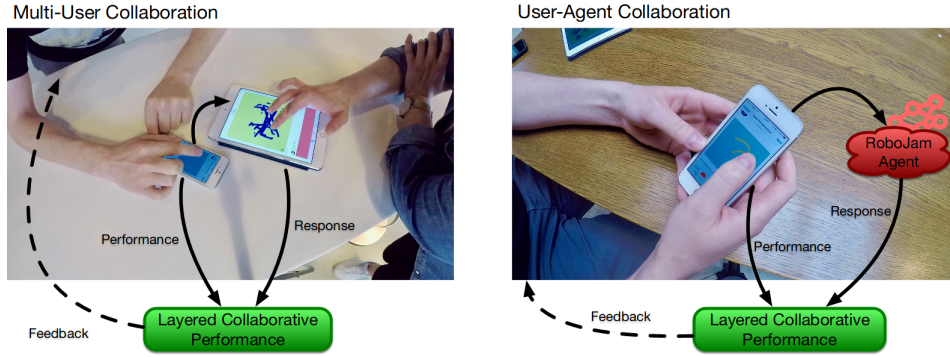 Multi-User Collaboration
User-Agent Collaboration
RoboJam
Agent
Performance
Response
Response
Performance
Feedback
Layered Collaborative
Performance
Feedback
Layered Collaborative
Performance